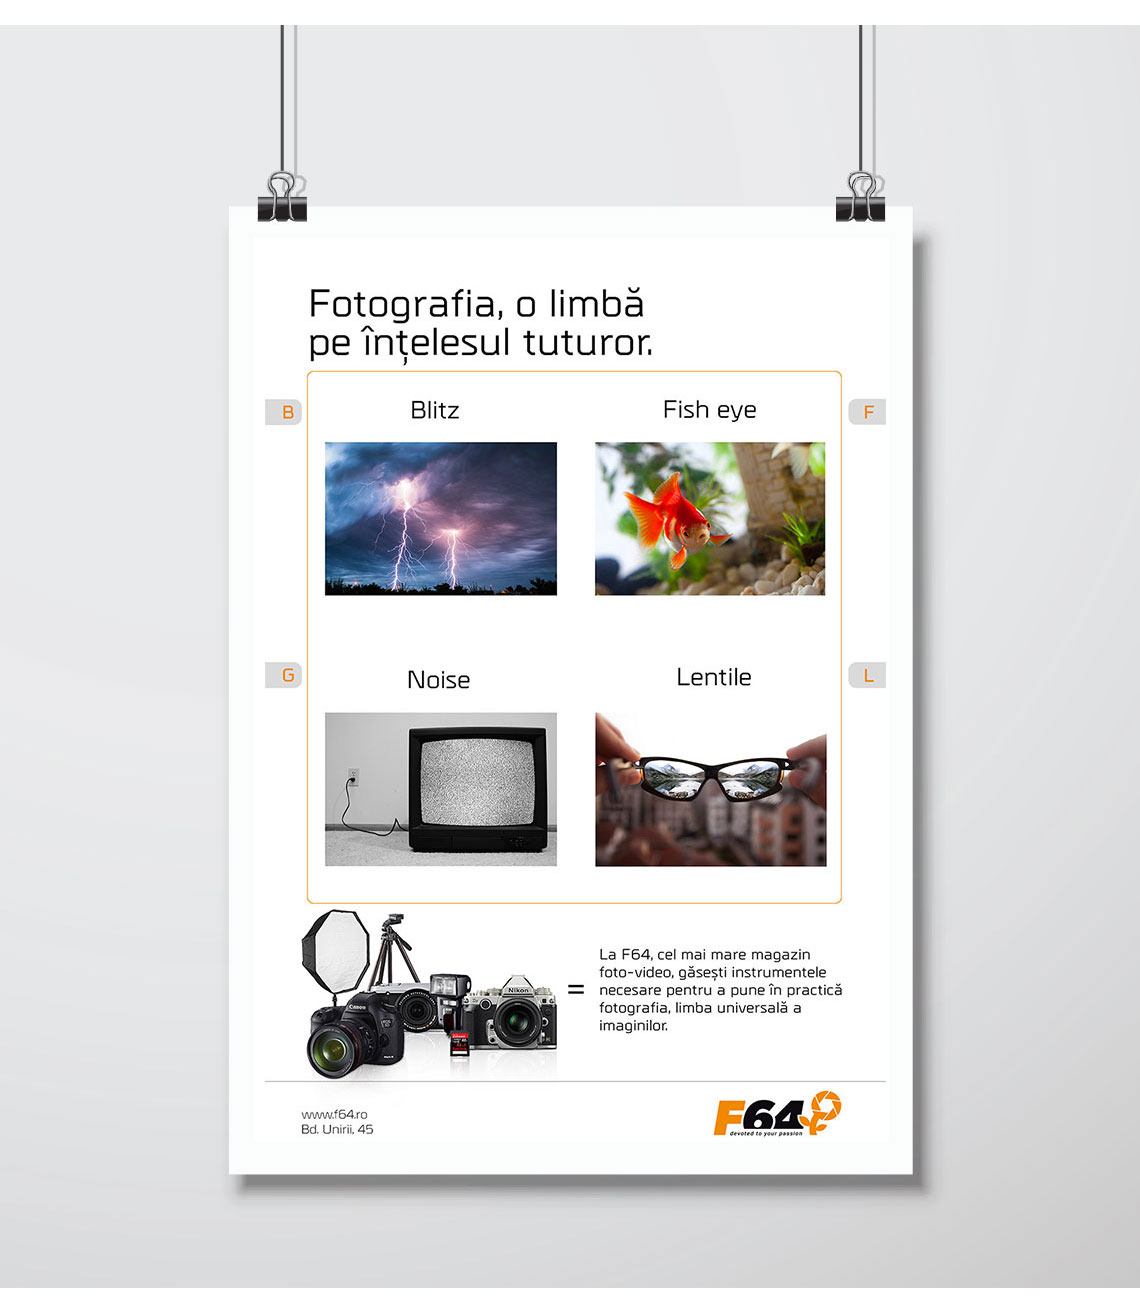 Fotografia, o limbă
pe înțelesul tuturor.
B
Blitz
Fish eye
F
G
Noise
Lentile
L
Canon
Nikon
=
La F64, cel mai mare magazin
foto-video, găsești instrumentele
necesare pentru a pune în practică
fotografia, limba universală a
imaginilor.
www.f64.ro
Bd. Unirii, 45
F64
devoted to your passion